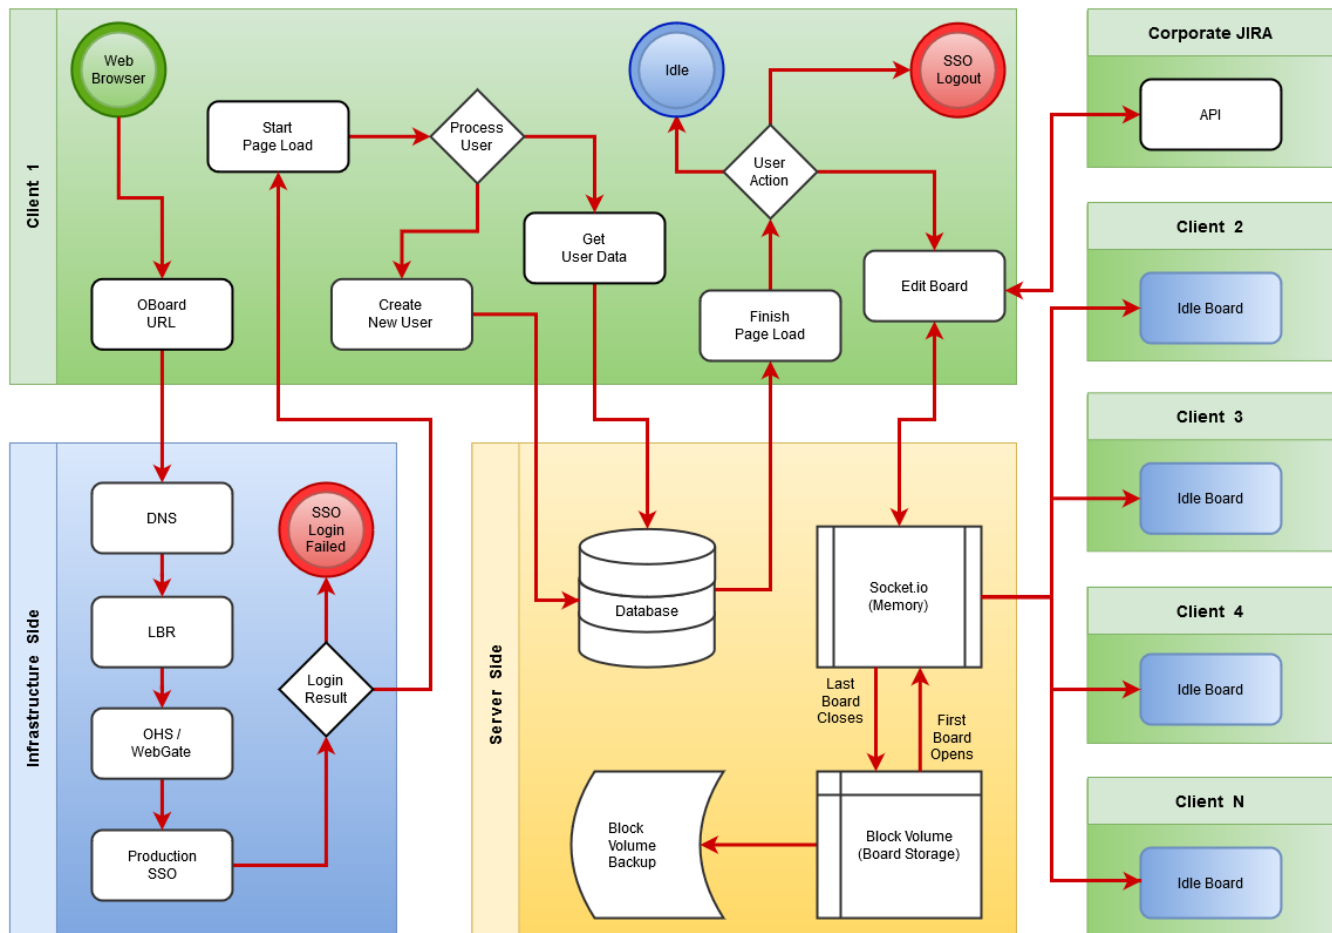 Client 1
Web
Browser
Start
Page Load
Process
User
Idle
User
Action
SSO
Logout
OBoard
URL
Create
New User
Get
User Data
Finish
Page Load
Edit Board
Corporate JIRA
API
Client 2
Idle Board
Client 3
Idle Board
Client 4
Idle Board
Client N
Idle Board
Infrastructure Side
DNS
LBR
OHS /
WebGate
Production
SSO
SSO
Login
Failed
Login
Result
Server Side
Database
Socket.io
(Memory)
Last
Board
Closes
First
Board
Opens
Block
Volume
Backup
Block Volume
(Board Storage)